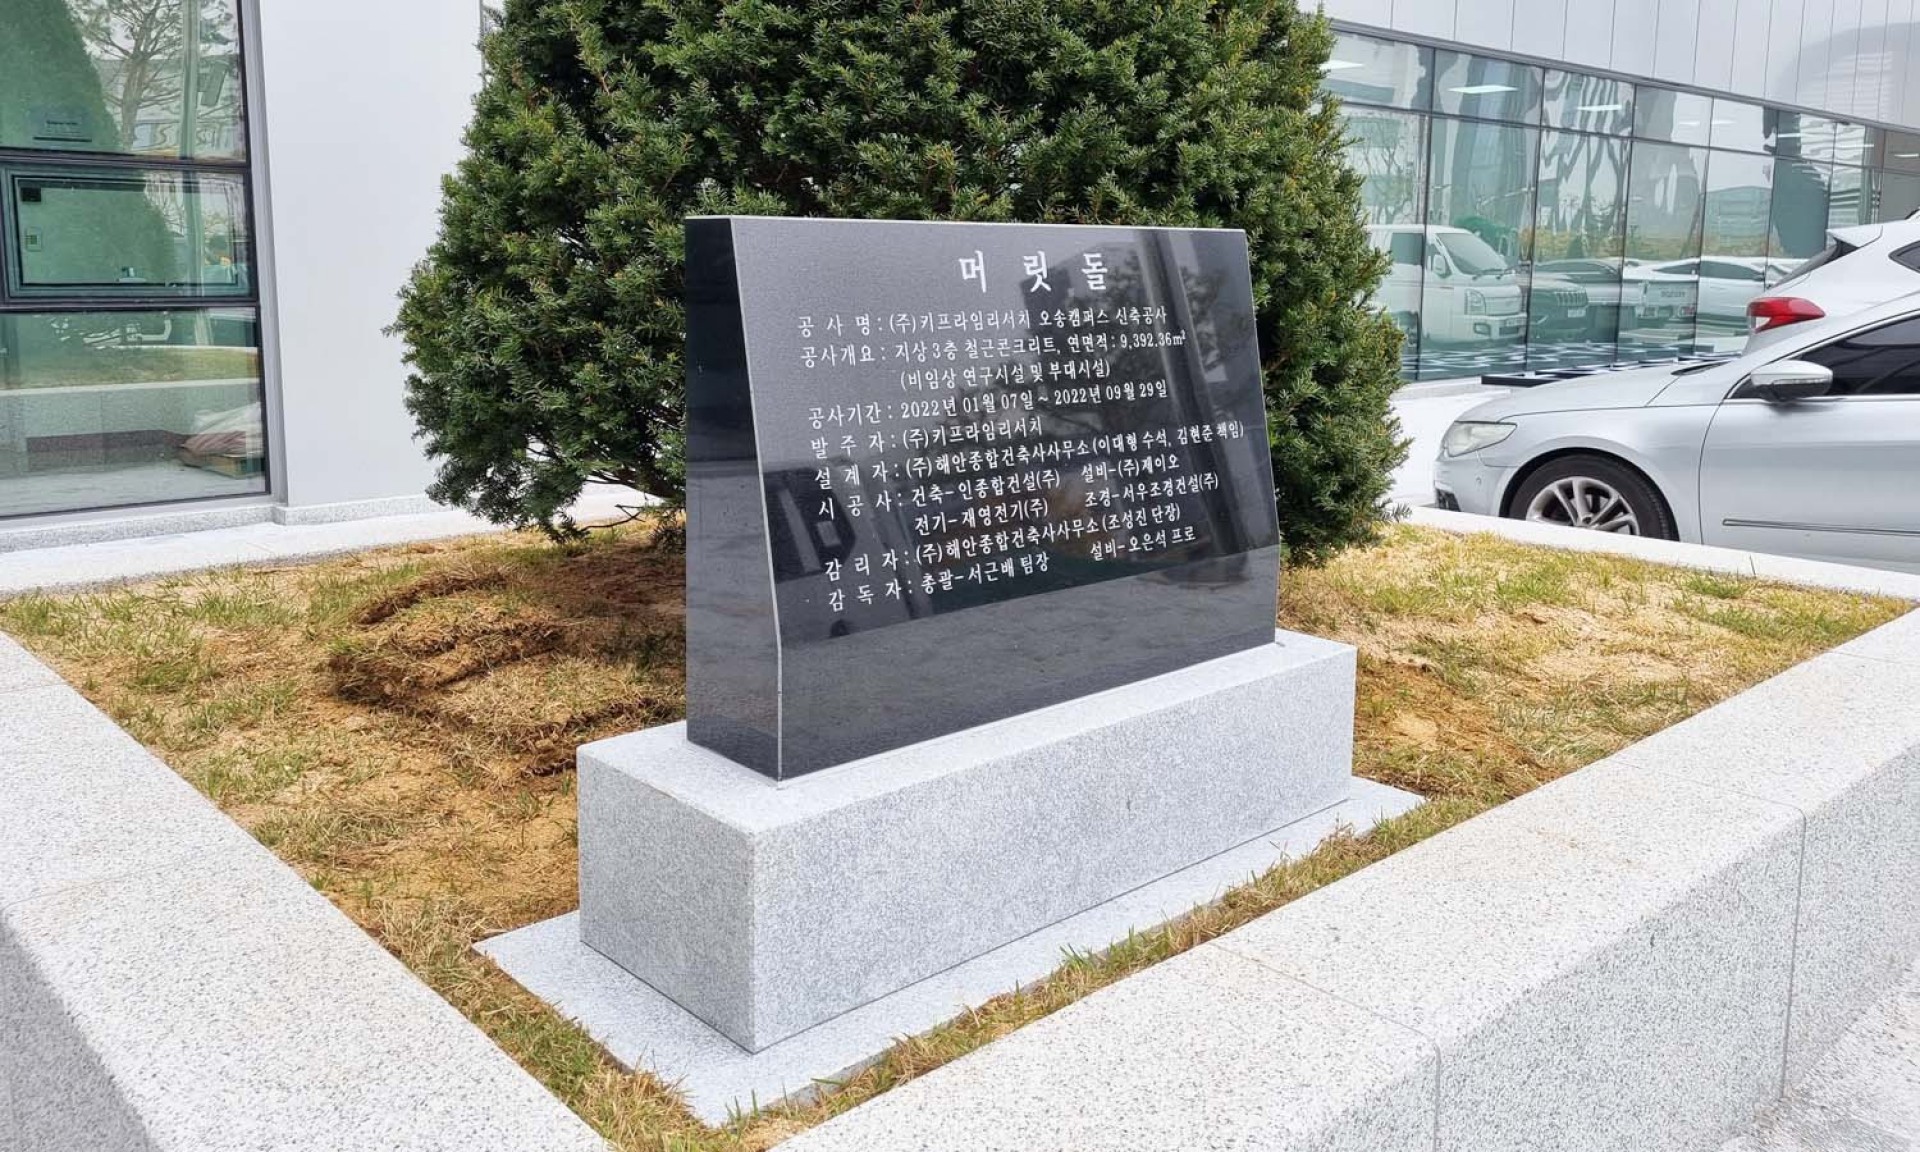 머릿돌
공 사 명 : (주)키프라임리서치 오송캠퍼스 신축공사
공사개요 : 지상 3층 철근콘크리트, 연면적 : 9,392.36m²
(비임상 연구시설 및 부대시설)
공사기간 : 2022년 01월 07일 ~ 2022년 09월 29일
발 주 자 : (주)키프라임리서치
설 계 자 : (주)해안종합건축사사무소(이대형 수석, 김현준 책임)
시 공 사 : 건축- 인종합건설(주) 설비-(주)제이오
전기- 재영전기(주) 조경-서우조경건설(주)
감 리 자 : (주)해안종합건축사사무소(조성진 단장)
감 독 자 : 총괄- 서근배 팀장 설비- 오은석 프로